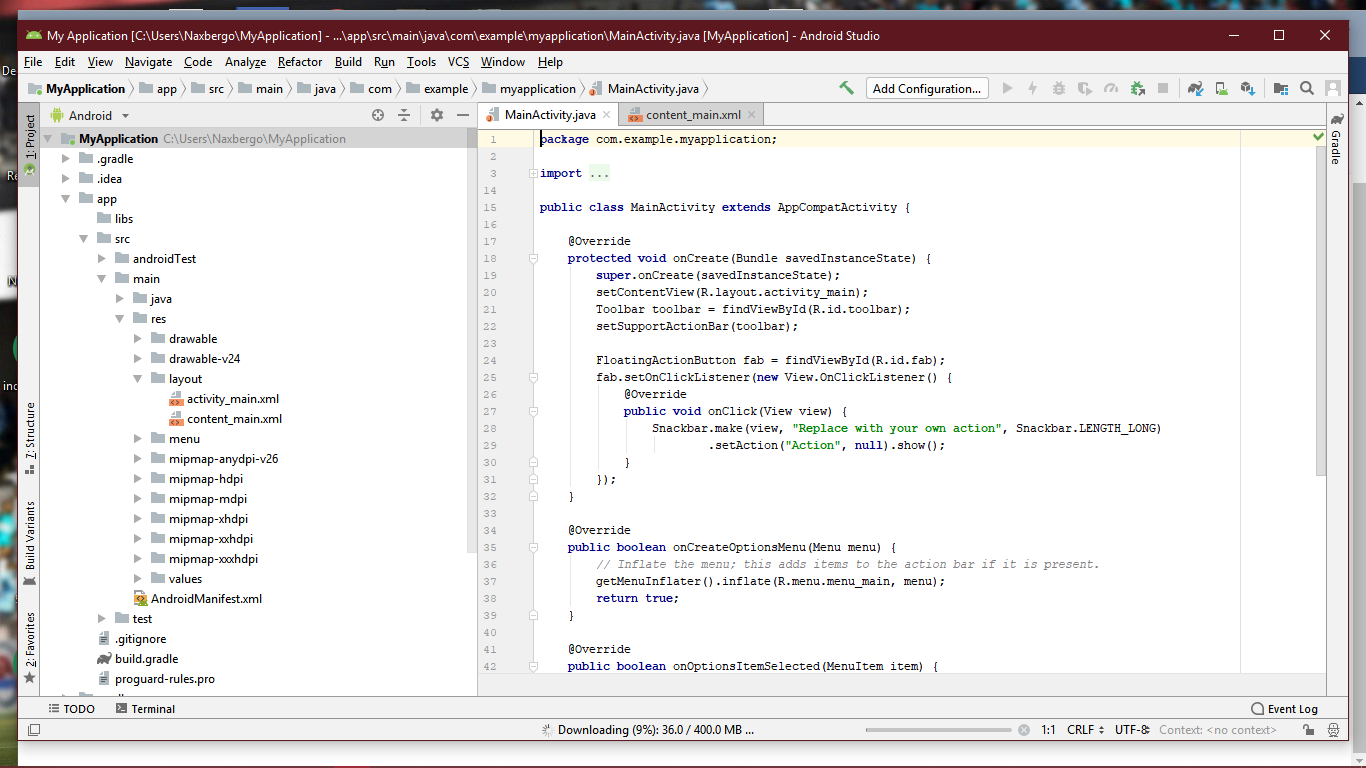 My Application [C:\Users\Naxbergo\MyApplication] - ...\app\src\main\java\com\example\myapplication\MainActivity.java [MyApplication] - Android Studio
File Edit View Navigate Code Analyze Refactor Build Run Tools VCS Window Help
MyApplication app src main java com example myapplication MainActivity.java Add Configuration...
1: Project
7: Structure
Build Variants
2: Favorites
Android
MyApplication C:\Users\Naxbergo\MyApplication
.gradle
.idea
app
libs
src
androidTest
main
java
res
drawable
drawable-v24
layout
activity_main.xml
content_main.xml
menu
mipmap-anydpi-v26
mipmap-hdpi
mipmap-mdpi
mipmap-xhdpi
mipmap-xxhdpi
mipmap-xxxhdpi
values
AndroidManifest.xml
test
.gitignore
build.gradle
proguard-rules.pro
MainActivity.java content_main.xml
1 package com.example.myapplication;
2
3 import ...
14
15 public class MainActivity extends AppCompatActivity {
16
17 @Override
18 protected void onCreate(Bundle savedInstanceState) {
19 super.onCreate(savedInstanceState);
20 setContentView(R.layout.activity_main);
21 Toolbar toolbar = findViewById(R.id.toolbar);
22 setSupportActionBar(toolbar);
23
24 FloatingActionButton fab = findViewById(R.id.fab);
25 fab.setOnClickListener(new View.OnClickListener() {
26 @Override
27 public void onClick(View view) {
28 Snackbar.make(view, "Replace with your own action", Snackbar.LENGTH_LONG)
29 .setAction("Action", null).show();
30 }
31 });
32 }
33
34 @Override
35 public boolean onCreateOptionsMenu(Menu menu) {
36 // Inflate the menu; this adds items to the action bar if it is present.
37 getMenuInflater().inflate(R.menu.menu_main, menu);
38 return true;
39 }
40
41 @Override
42 public boolean onOptionsItemSelected(MenuItem item) {
Gradle
TODO Terminal Event Log
Downloading (9%): 36.0 / 400.0 MB ... 1:1 CRLF UTF-8 Context: <no context>